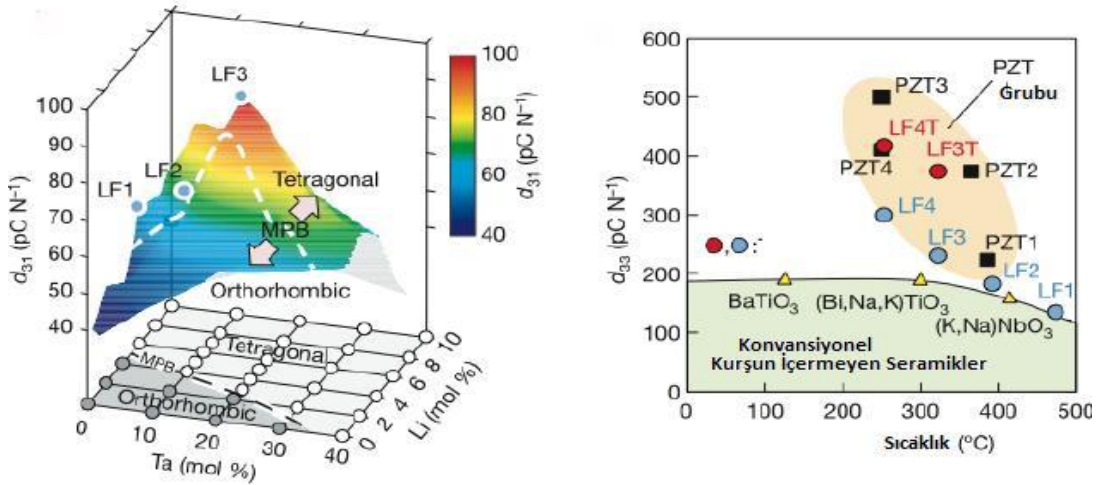 LF3
LF2
LF1
100
90
80
70
60
50
40
d₃₁ (pC N⁻¹)
Tetragonal
MPB
Orthorhombic
Tetragonal
MPB
Orthorhombic
0
10
20
30
40
Ta (mol %)
0
2
4
6
8
10
Li (mol %)
100
80
60
40
d₃₁ (pC N⁻¹)
600
500
400
300
200
100
0
d₃₃ (pC N⁻¹)
PZT
Grubu
PZT3
LF4T
LF3T
PZT4
PZT2
LF4
LF3
PZT1
LF2
LF1
BaTiO₃
(Bi,Na,K)TiO₃
(K,Na)NbO₃
Konvansiyonel
Kurşun İçermeyen Seramikler
0
100
200
300
400
500
Sıcaklık (°C)